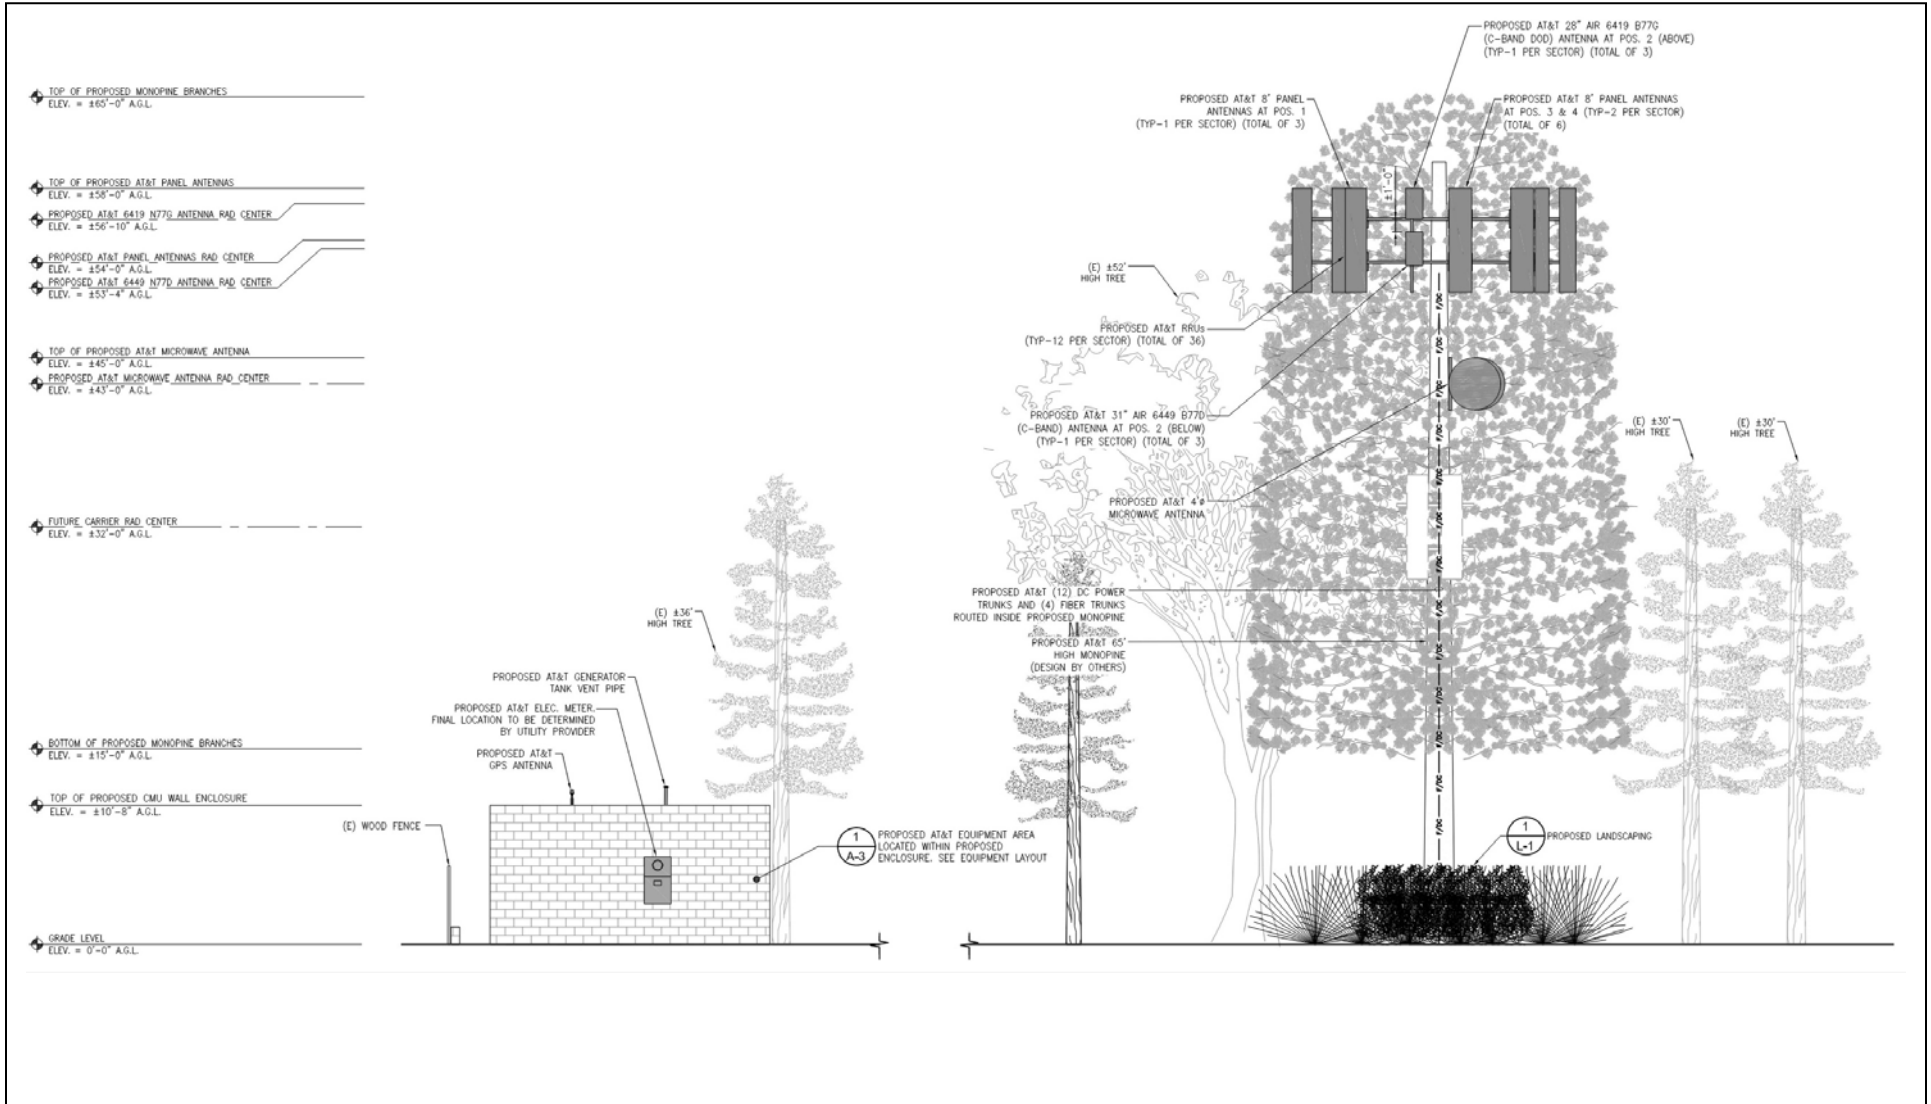 TOP OF PROPOSED MONOPINE BRANCHES
ELEV. = ±65'-0" A.G.L.
TOP OF PROPOSED AT&T PANEL ANTENNAS
ELEV. = ±58'-0" A.G.L.
PROPOSED AT&T 6419 N77G ANTENNA RAD CENTER
ELEV. = ±56'-10" A.G.L.
PROPOSED AT&T PANEL ANTENNAS RAD CENTER
ELEV. = ±54'-0" A.G.L.
PROPOSED AT&T 6449 N77D ANTENNA RAD CENTER
ELEV. = ±53'-4" A.G.L.
TOP OF PROPOSED AT&T MICROWAVE ANTENNA
ELEV. = ±45'-0" A.G.L.
PROPOSED AT&T MICROWAVE ANTENNA RAD CENTER
ELEV. = ±43'-0" A.G.L.
FUTURE CARRIER RAD CENTER
ELEV. = ±32'-0" A.G.L.
BOTTOM OF PROPOSED MONOPINE BRANCHES
ELEV. = ±15'-0" A.G.L.
TOP OF PROPOSED CMU WALL ENCLOSURE
ELEV. = ±10'-8" A.G.L.
GRADE LEVEL
ELEV. = 0'-0" A.G.L.
(E) WOOD FENCE
(E) ±36'
HIGH TREE
PROPOSED AT&T GENERATOR
TANK VENT PIPE
PROPOSED AT&T ELEC. METER.
FINAL LOCATION TO BE DETERMINED
BY UTILITY PROVIDER
PROPOSED AT&T
GPS ANTENNA
1
A-3
PROPOSED AT&T EQUIPMENT AREA
LOCATED WITHIN PROPOSED
ENCLOSURE. SEE EQUIPMENT LAYOUT
PROPOSED AT&T 28" AIR 6419 B77G
(C-BAND DOD) ANTENNA AT POS. 2 (ABOVE)
(TYP-1 PER SECTOR) (TOTAL OF 3)
PROPOSED AT&T 8' PANEL
ANTENNAS AT POS. 1
(TYP-1 PER SECTOR) (TOTAL OF 3)
PROPOSED AT&T 8' PANEL ANTENNAS
AT POS. 3 & 4 (TYP-2 PER SECTOR)
(TOTAL OF 6)
±1'-0"
(E) ±52'
HIGH TREE
PROPOSED AT&T RRUs
(TYP-12 PER SECTOR) (TOTAL OF 36)
PROPOSED AT&T 31" AIR 6449 B77D
(C-BAND) ANTENNA AT POS. 2 (BELOW)
(TYP-1 PER SECTOR) (TOTAL OF 3)
PROPOSED AT&T 4'ø
MICROWAVE ANTENNA
PROPOSED AT&T (12) DC POWER
TRUNKS AND (4) FIBER TRUNKS
ROUTED INSIDE PROPOSED MONOPINE
PROPOSED AT&T 65'
HIGH MONOPINE
(DESIGN BY OTHERS)
F/DC
F/DC
F/DC
F/DC
F/DC
F/DC
F/DC
F/DC
F/DC
F/DC
F/DC
F/DC
F/DC
(E) ±30'
HIGH TREE
(E) ±30'
HIGH TREE
1
L-1
PROPOSED LANDSCAPING